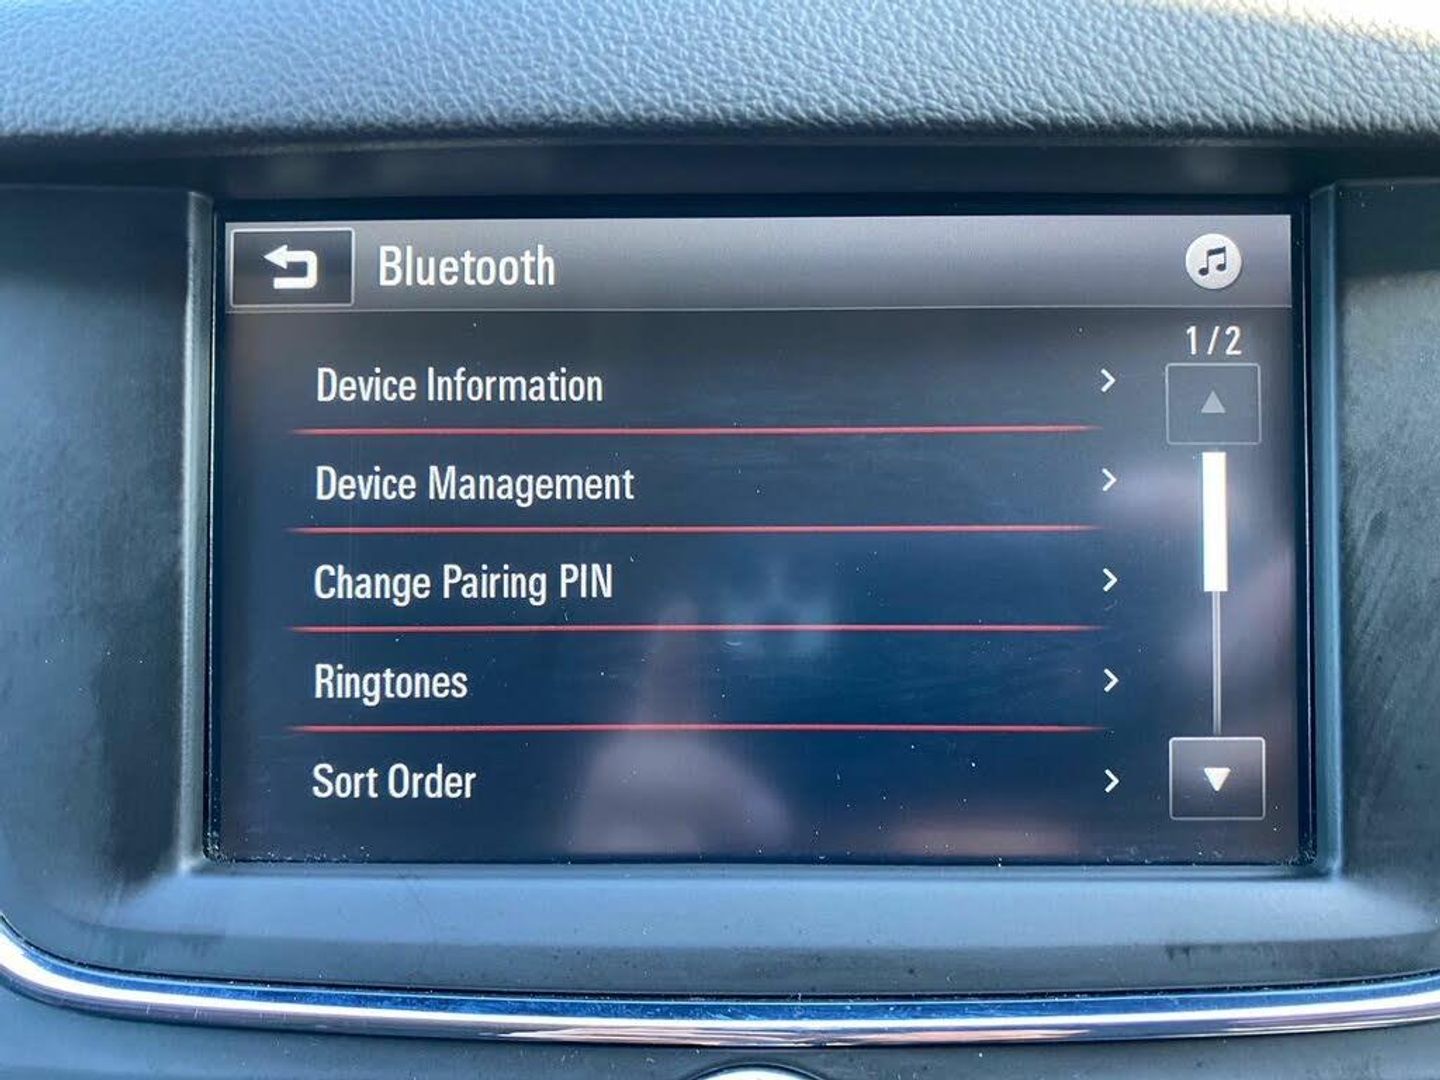 Bluetooth
1/2
Device Information
Device Management
Change Pairing PIN
Ringtones
Sort Order